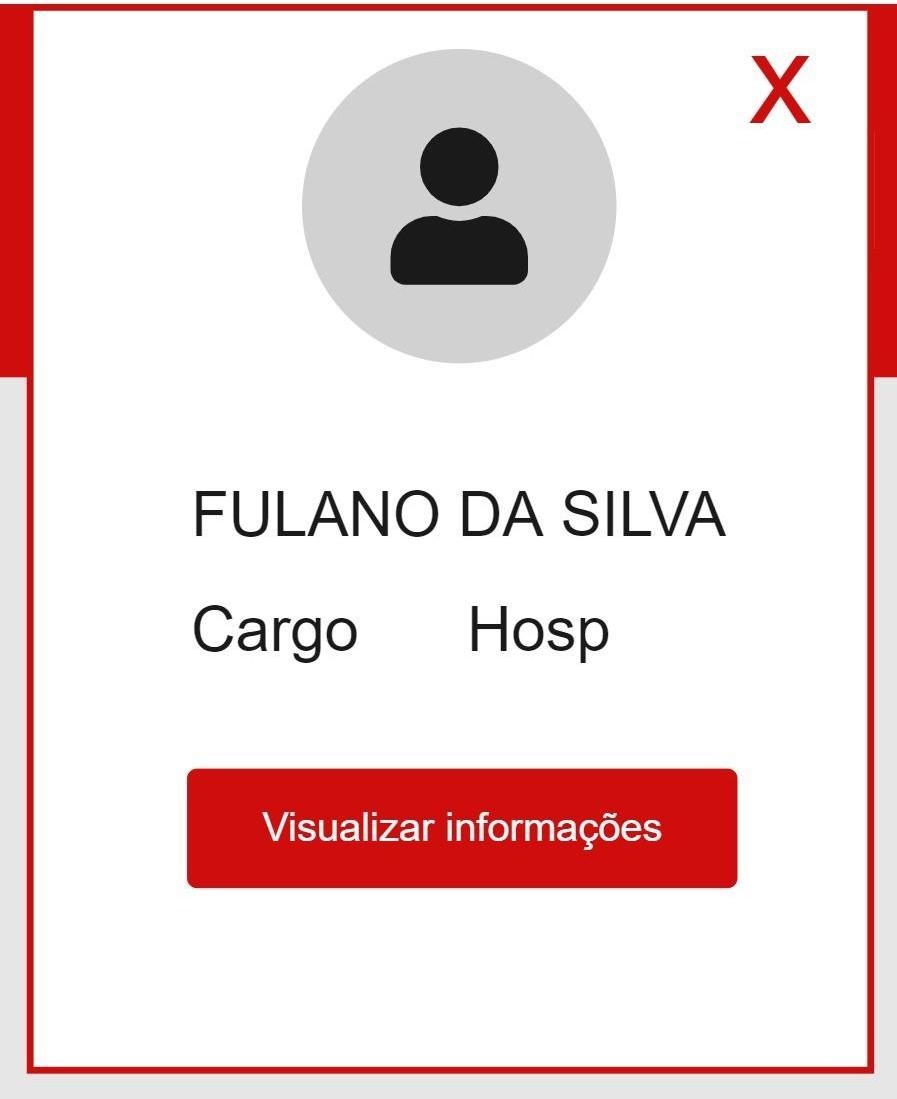 X
FULANO DA SILVA
Cargo Hosp
Visualizar informações